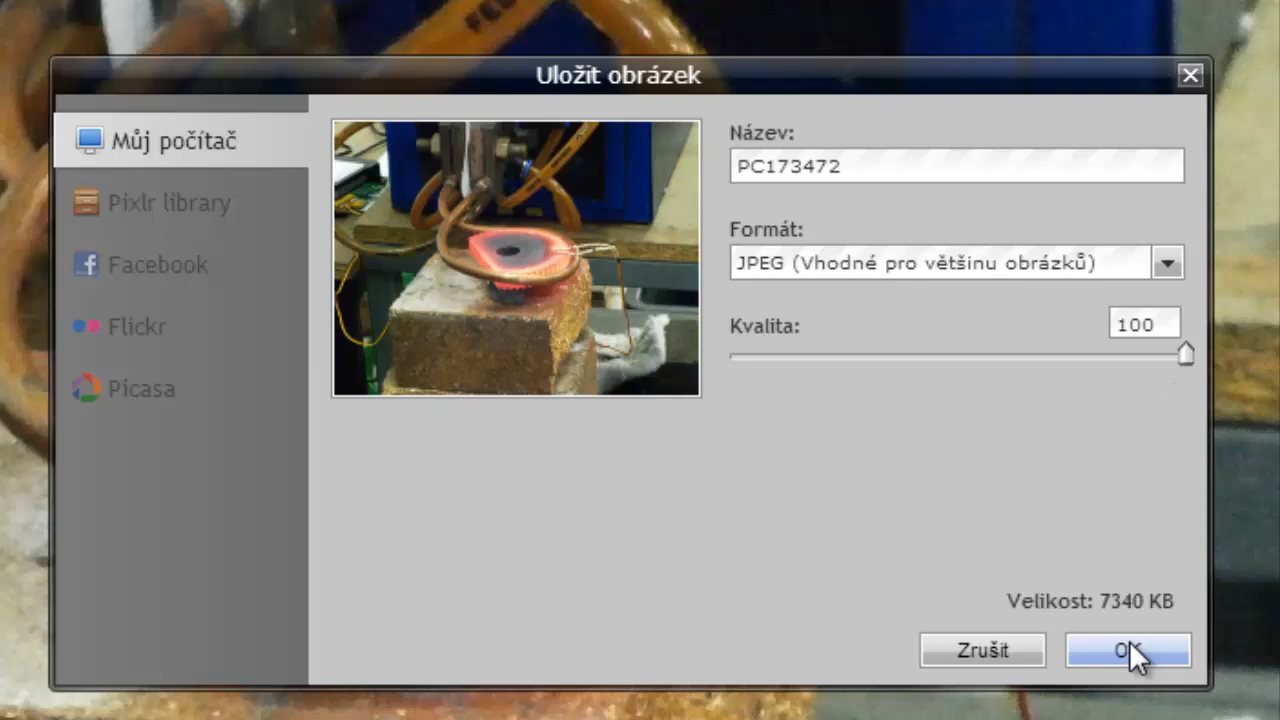 Uložit obrázek
Můj počítač
Pixlr library
Facebook
Flickr
Picasa
Název:
PC173472
Formát:
JPEG (Vhodné pro většinu obrázků)
Kvalita:
100
Velikost: 7340 KB
Zrušit
OK